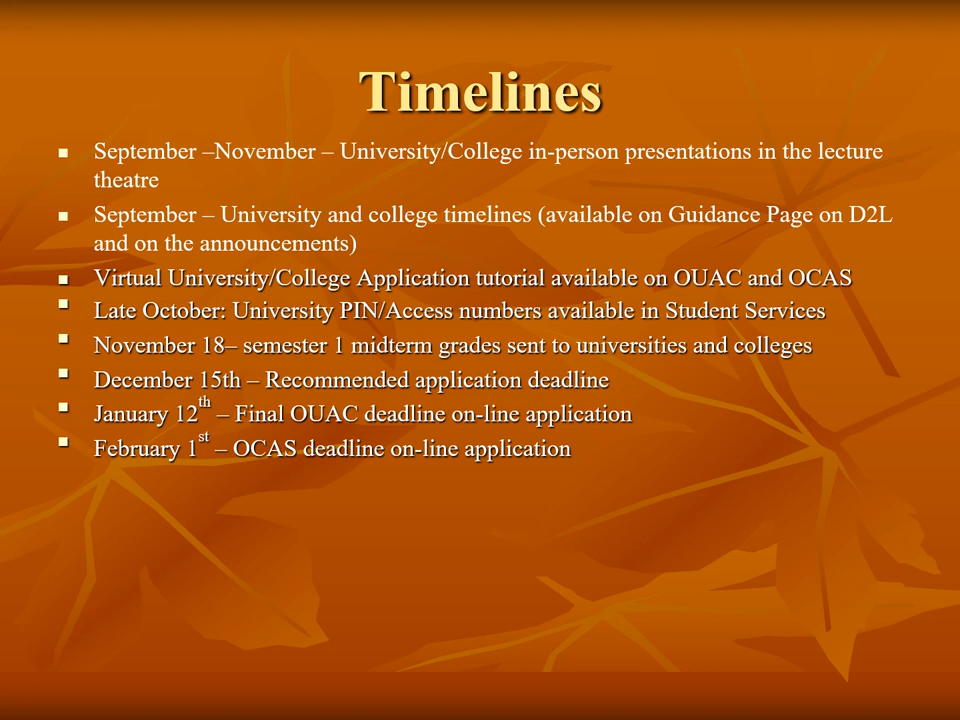 Timelines
September –November – University/College in-person presentations in the lecture
theatre
September – University and college timelines (available on Guidance Page on D2L
and on the announcements)
Virtual University/College Application tutorial available on OUAC and OCAS
Late October: University PIN/Access numbers available in Student Services
November 18– semester 1 midterm grades sent to universities and colleges
December 15th – Recommended application deadline
January 12th – Final OUAC deadline on-line application
February 1st – OCAS deadline on-line application